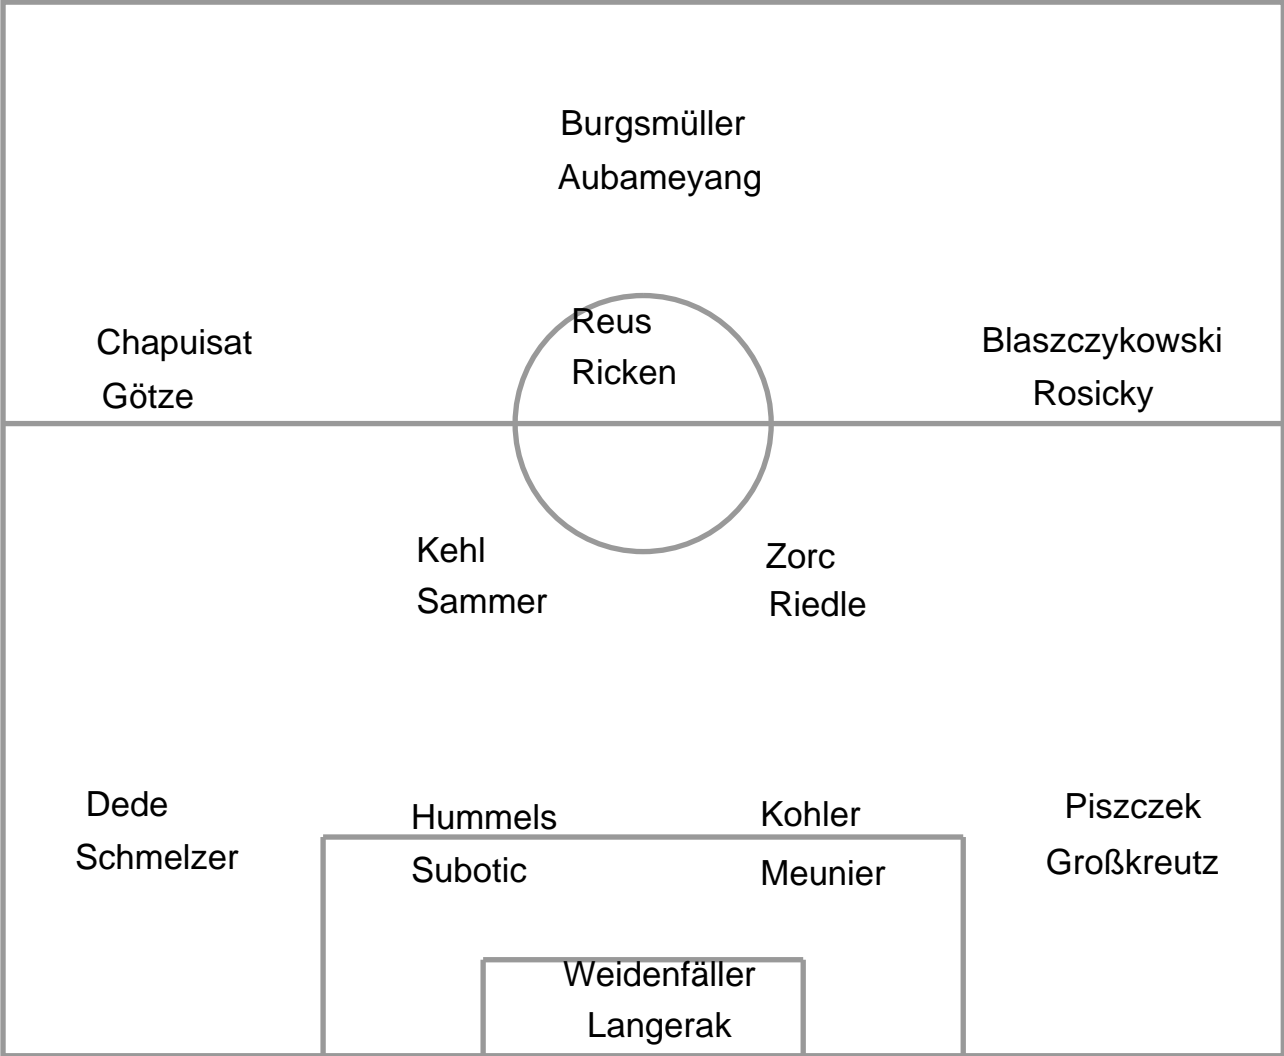 Burgsmüller
Aubameyang
Chapuisat
Götze
Reus
Ricken
Blaszczykowski
Rosicky
Kehl
Sammer
Zorc
Riedle
Dede
Schmelzer
Hummels
Subotic
Kohler
Meunier
Piszczek
Großkreutz
Weidenfäller
Langerak